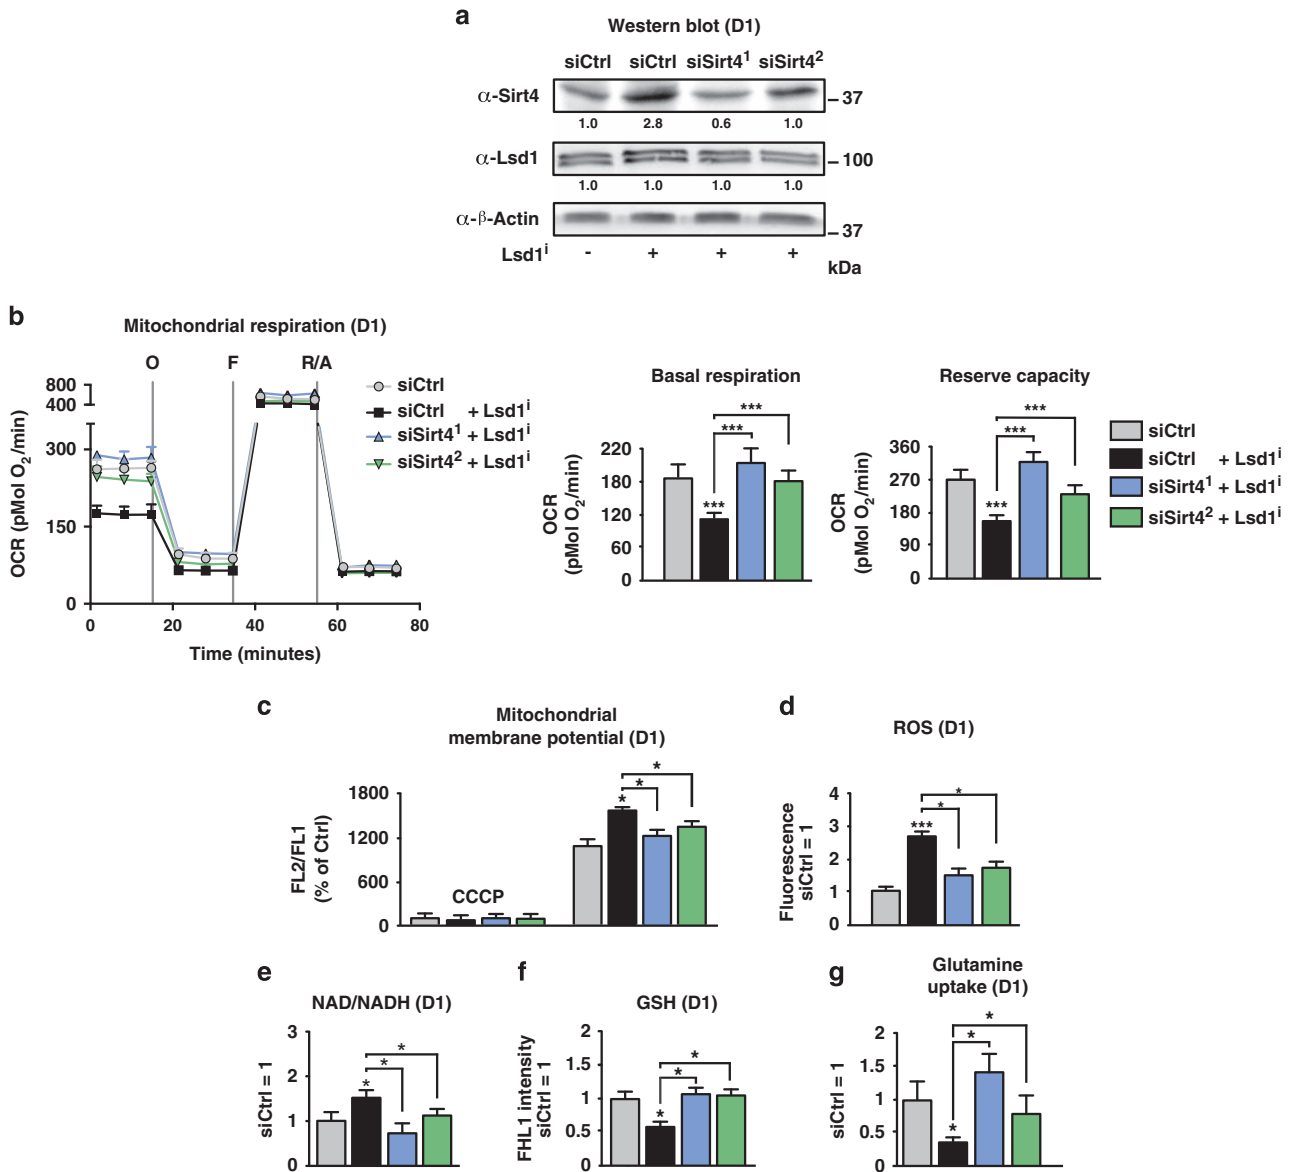 a
Western blot (D1)
siCtrl siCtrl siSirt4¹ siSirt4²
α-Sirt4
37
1.0 2.8 0.6 1.0
α-Lsd1
100
1.0 1.0 1.0 1.0
α-β-Actin
37
Lsd1ⁱ - + + +
kDa
b
Mitochondrial respiration (D1)
O F R/A
800
400
300
150
0
OCR (pMol O₂/min)
0 20 40 60 80
Time (minutes)
siCtrl
siCtrl + Lsd1ⁱ
siSirt4¹ + Lsd1ⁱ
siSirt4² + Lsd1ⁱ
Basal respiration
OCR
(pMol O₂/min)
220
180
120
60
0
***
***
***
Reserve capacity
OCR
(pMol O₂/min)
360
270
180
90
0
***
***
***
siCtrl
siCtrl + Lsd1ⁱ
siSirt4¹ + Lsd1ⁱ
siSirt4² + Lsd1ⁱ
c
Mitochondrial
membrane potential (D1)
FL2/FL1
(% of Ctrl)
1800
1200
600
0
CCCP
*
*
*
d
ROS (D1)
Fluorescence
siCtrl = 1
4
3
2
1
0
*
*
***
e
NAD/NADH (D1)
siCtrl = 1
3
2
1
0
*
*
*
f
GSH (D1)
FHL1 intensity
siCtrl = 1
2
1.5
1
0.5
0
*
*
*
g
Glutamine
uptake (D1)
siCtrl = 1
2
1.5
1
0.5
0
*
*
*